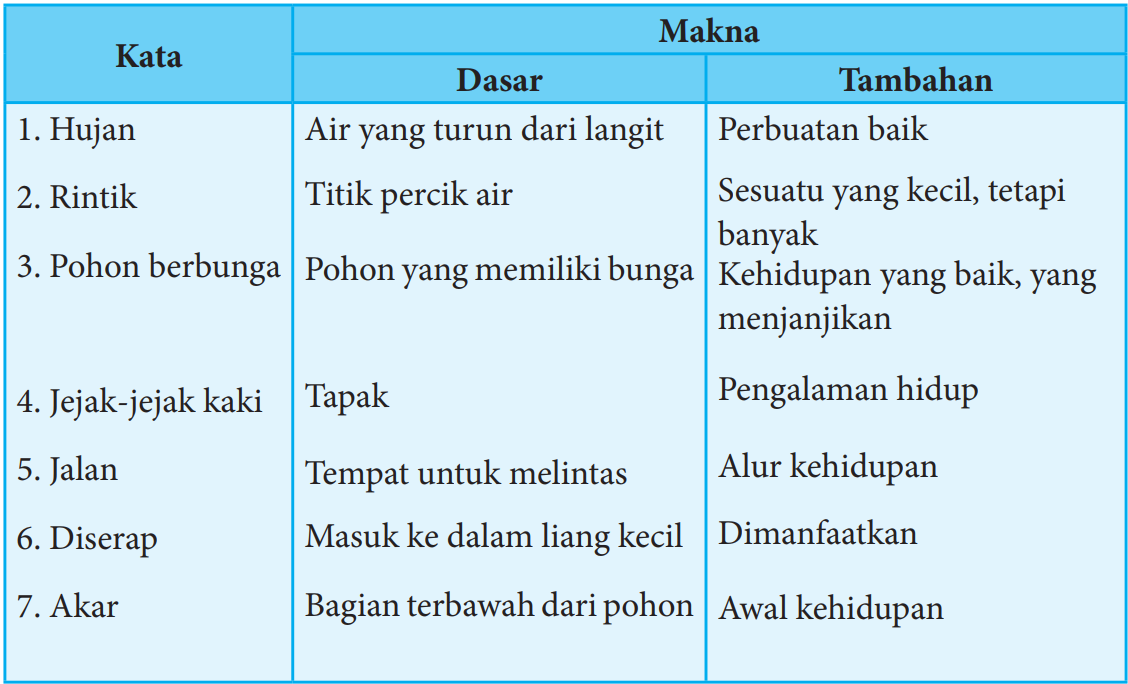 Kata
Makna
Dasar
Tambahan
1. Hujan
Air yang turun dari langit
Perbuatan baik
2. Rintik
Titik percik air
Sesuatu yang kecil, tetapi
banyak
3. Pohon berbunga
Pohon yang memiliki bunga
Kehidupan yang baik, yang
menjanjikan
4. Jejak-jejak kaki
Tapak
Pengalaman hidup
5. Jalan
Tempat untuk melintas
Alur kehidupan
6. Diserap
Masuk ke dalam liang kecil
Dimanfaatkan
7. Akar
Bagian terbawah dari pohon
Awal kehidupan